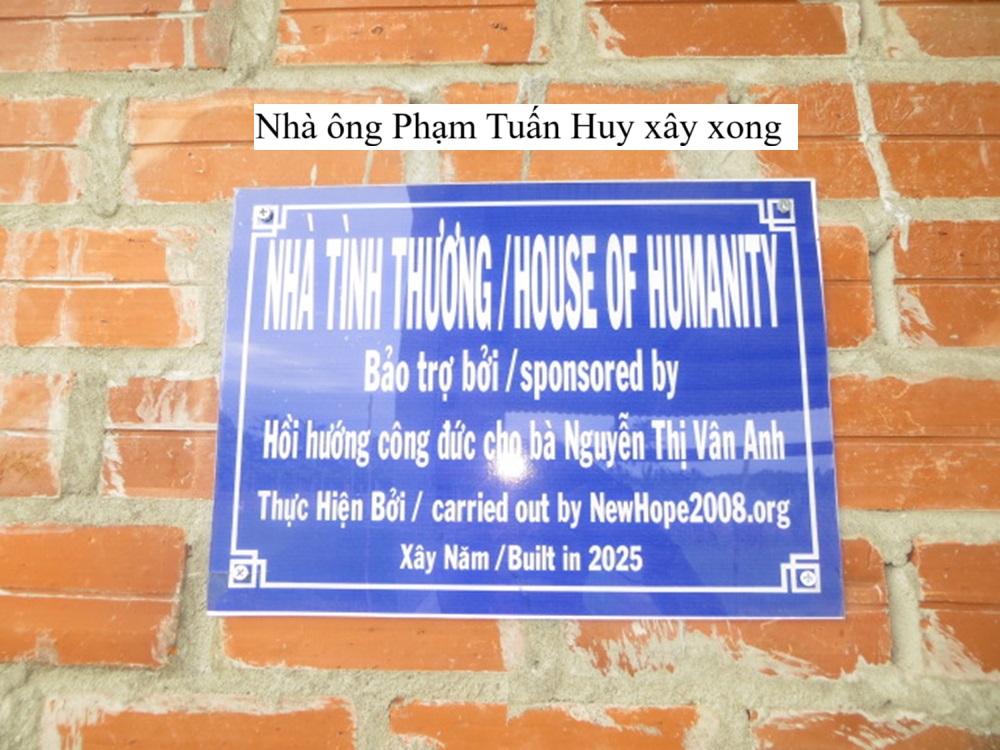 Nhà ông Phạm Tuấn Huy xây xong
NHÀ TÌNH THƯƠNG / HOUSE OF HUMANITY
Bảo trợ bởi / sponsored by
Hồi hướng công đức cho bà Nguyễn Thị Vân Anh
Thực Hiện Bởi / carried out by NewHope2008.org
Xây Năm / Built in 2025